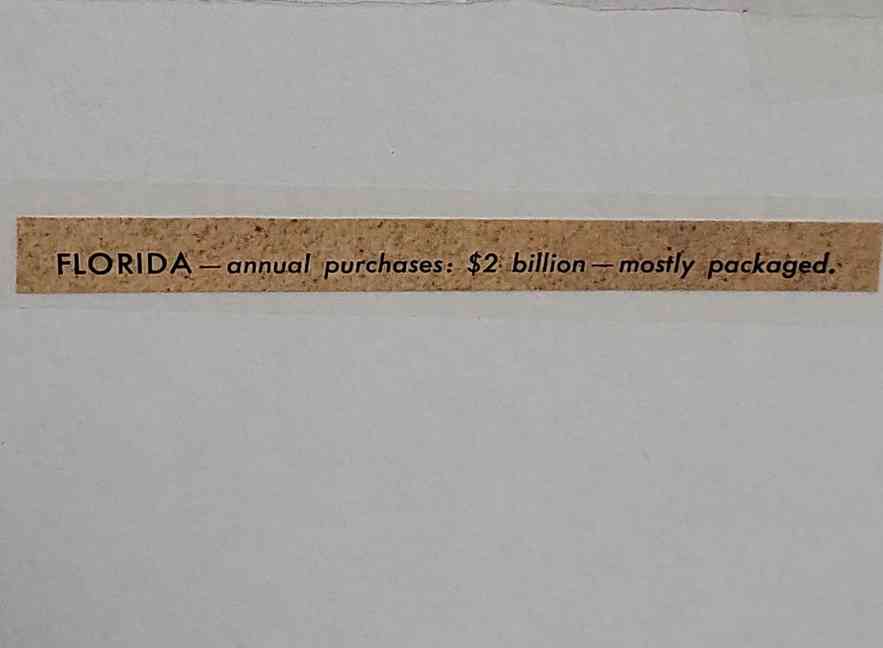 FLORIDA — annual purchases: $2 billion — mostly packaged.